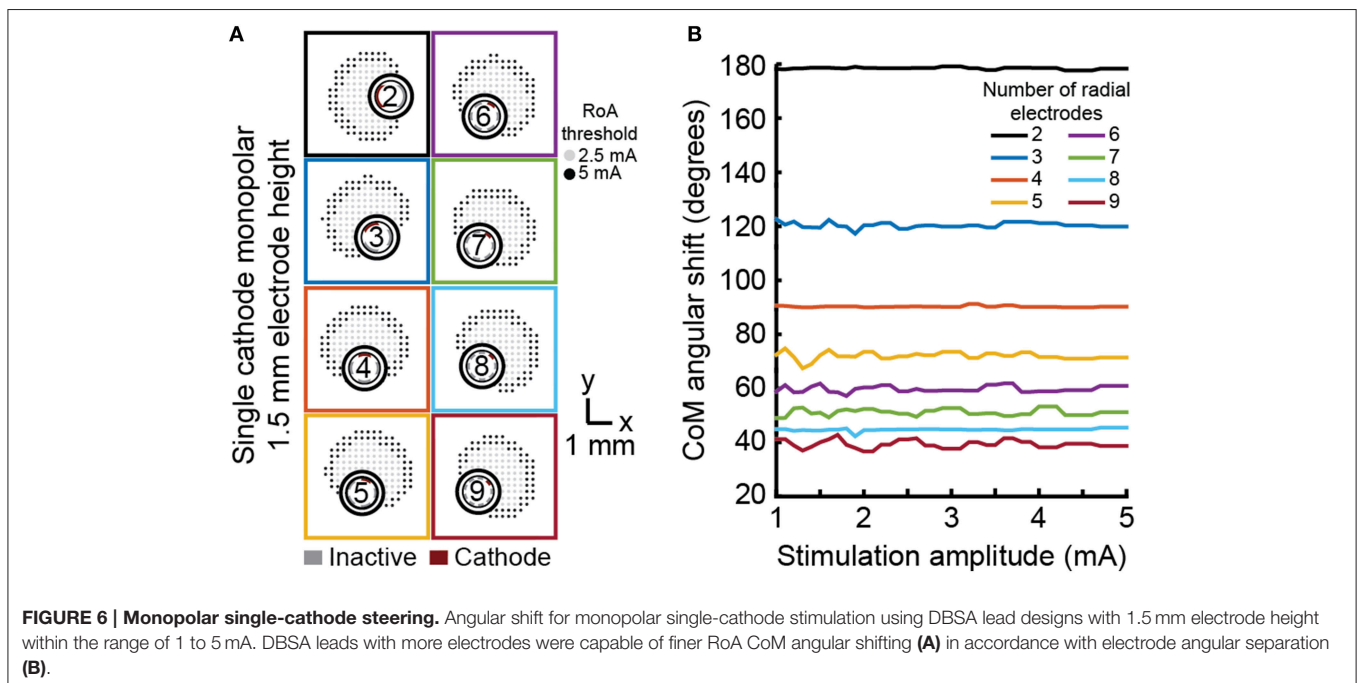 A
Single cathode monopolar
1.5 mm electrode height
2
6
3
7
4
8
5
9
RoA
threshold
2.5 mA
5 mA
y
x
1 mm
Inactive
Cathode
B
CoM angular shift (degrees)
180
160
140
120
100
80
60
40
20
Number of radial
electrodes
2 6
3 7
4 8
5 9
1 2 3 4 5
Stimulation amplitude (mA)
FIGURE 6 | Monopolar single-cathode steering. Angular shift for monopolar single-cathode stimulation using DBSA lead designs with 1.5 mm electrode height
within the range of 1 to 5 mA. DBSA leads with more electrodes were capable of finer RoA CoM angular shifting (A) in accordance with electrode angular separation
(B).